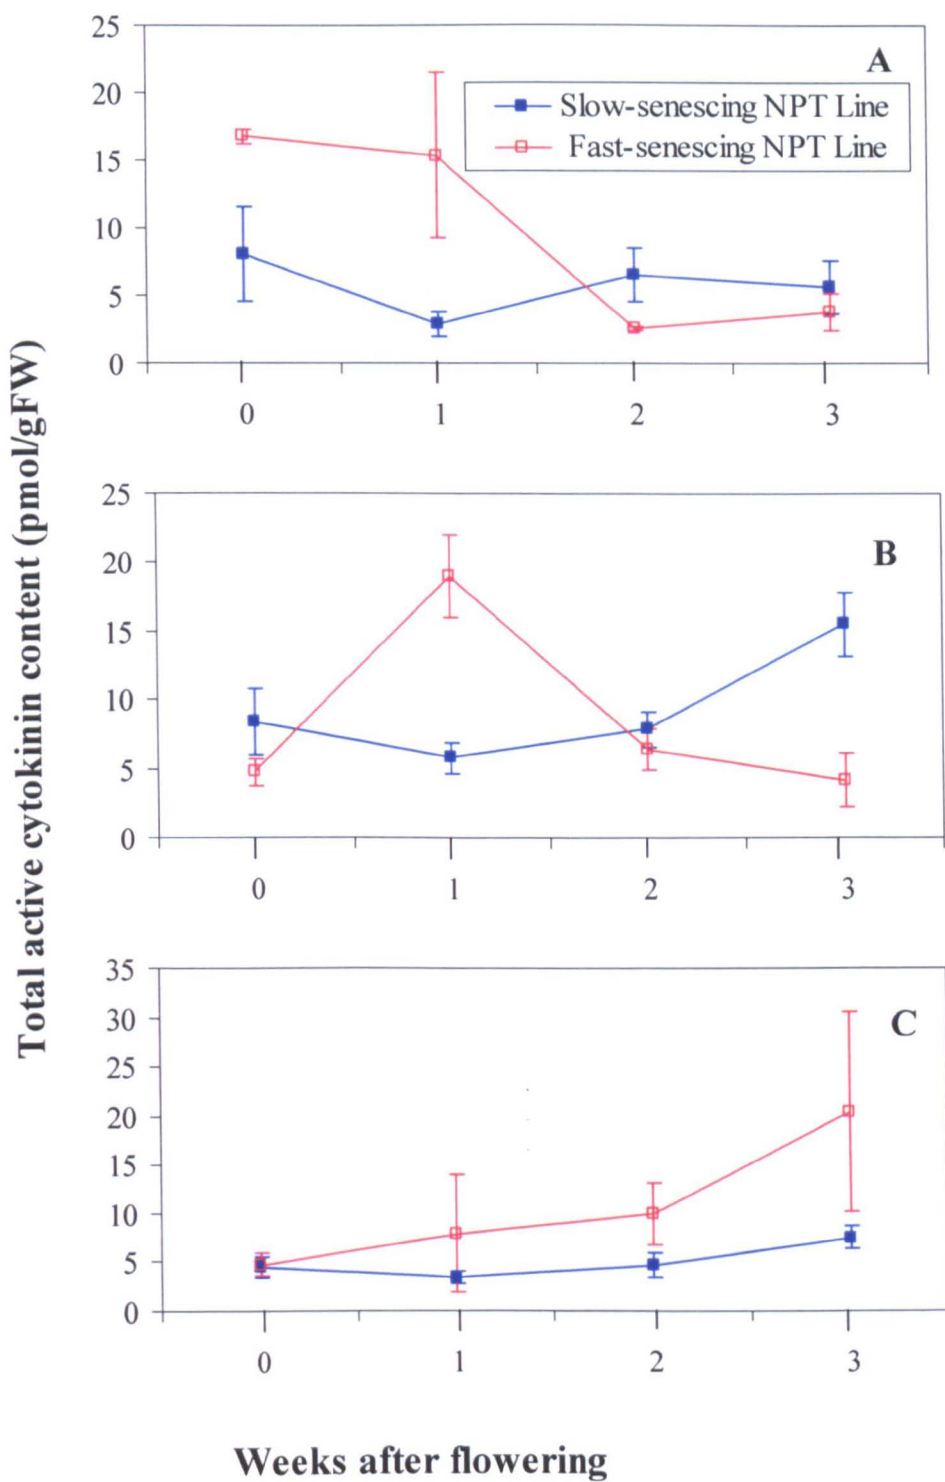 Total active cytokinin content (pmol/gFW)
25
20
15
10
5
0
A
Slow-senescing NPT Line
Fast-senescing NPT Line
0 1 2 3
25
20
15
10
5
0
B
0 1 2 3
35
30
25
20
15
10
5
0
C
0 1 2 3
Weeks after flowering